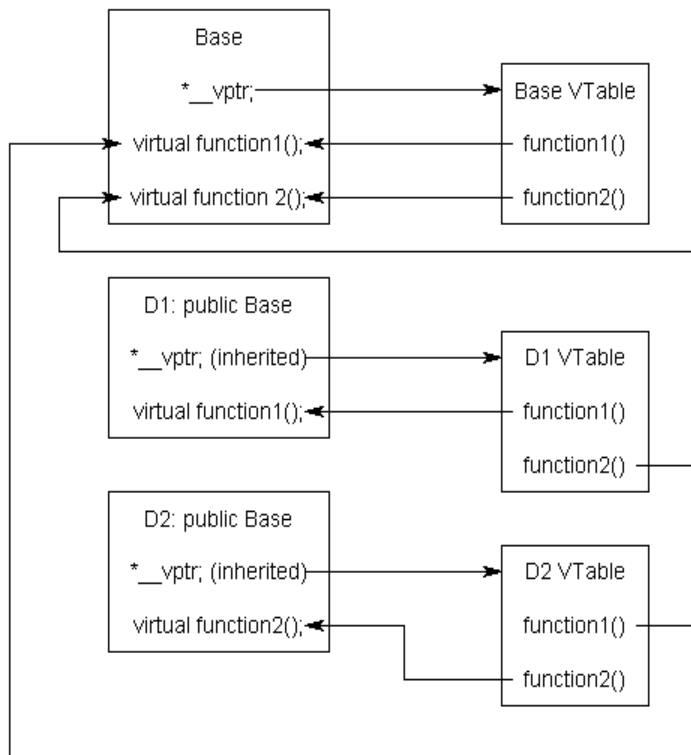 Base
*__vptr;
virtual function1();
virtual function 2();
Base VTable
function1()
function2()
D1: public Base
*__vptr; (inherited)
virtual function1();
D1 VTable
function1()
function2()
D2: public Base
*__vptr; (inherited)
virtual function2();
D2 VTable
function1()
function2()